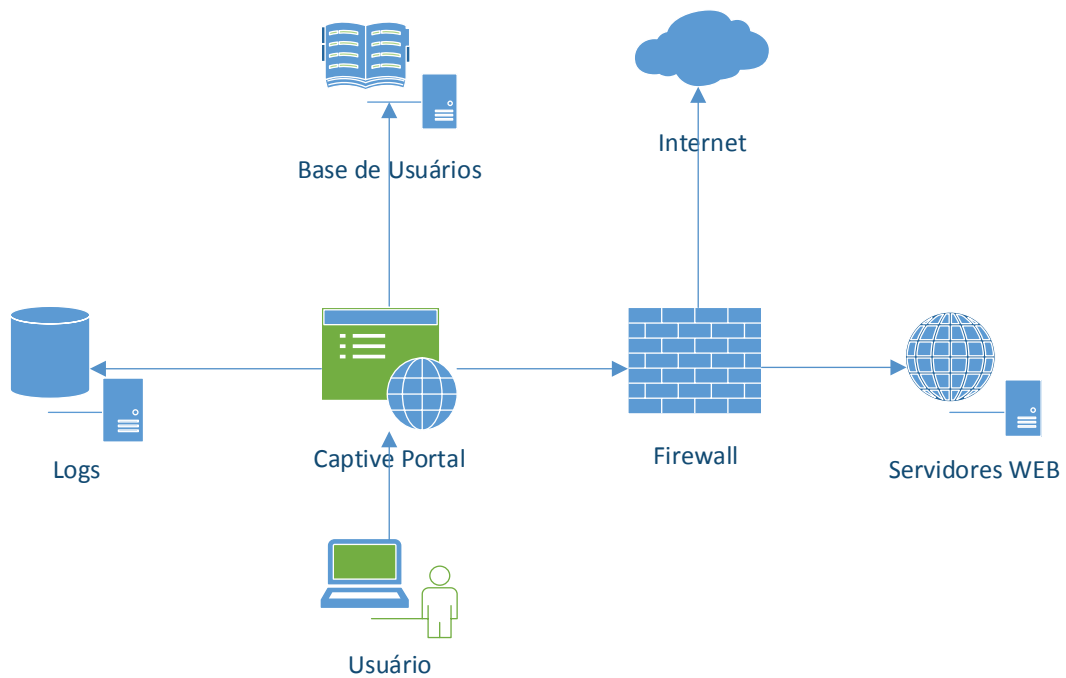 Internet
Base de Usuários
Captive Portal
Firewall
Logs
Servidores WEB
Usuário